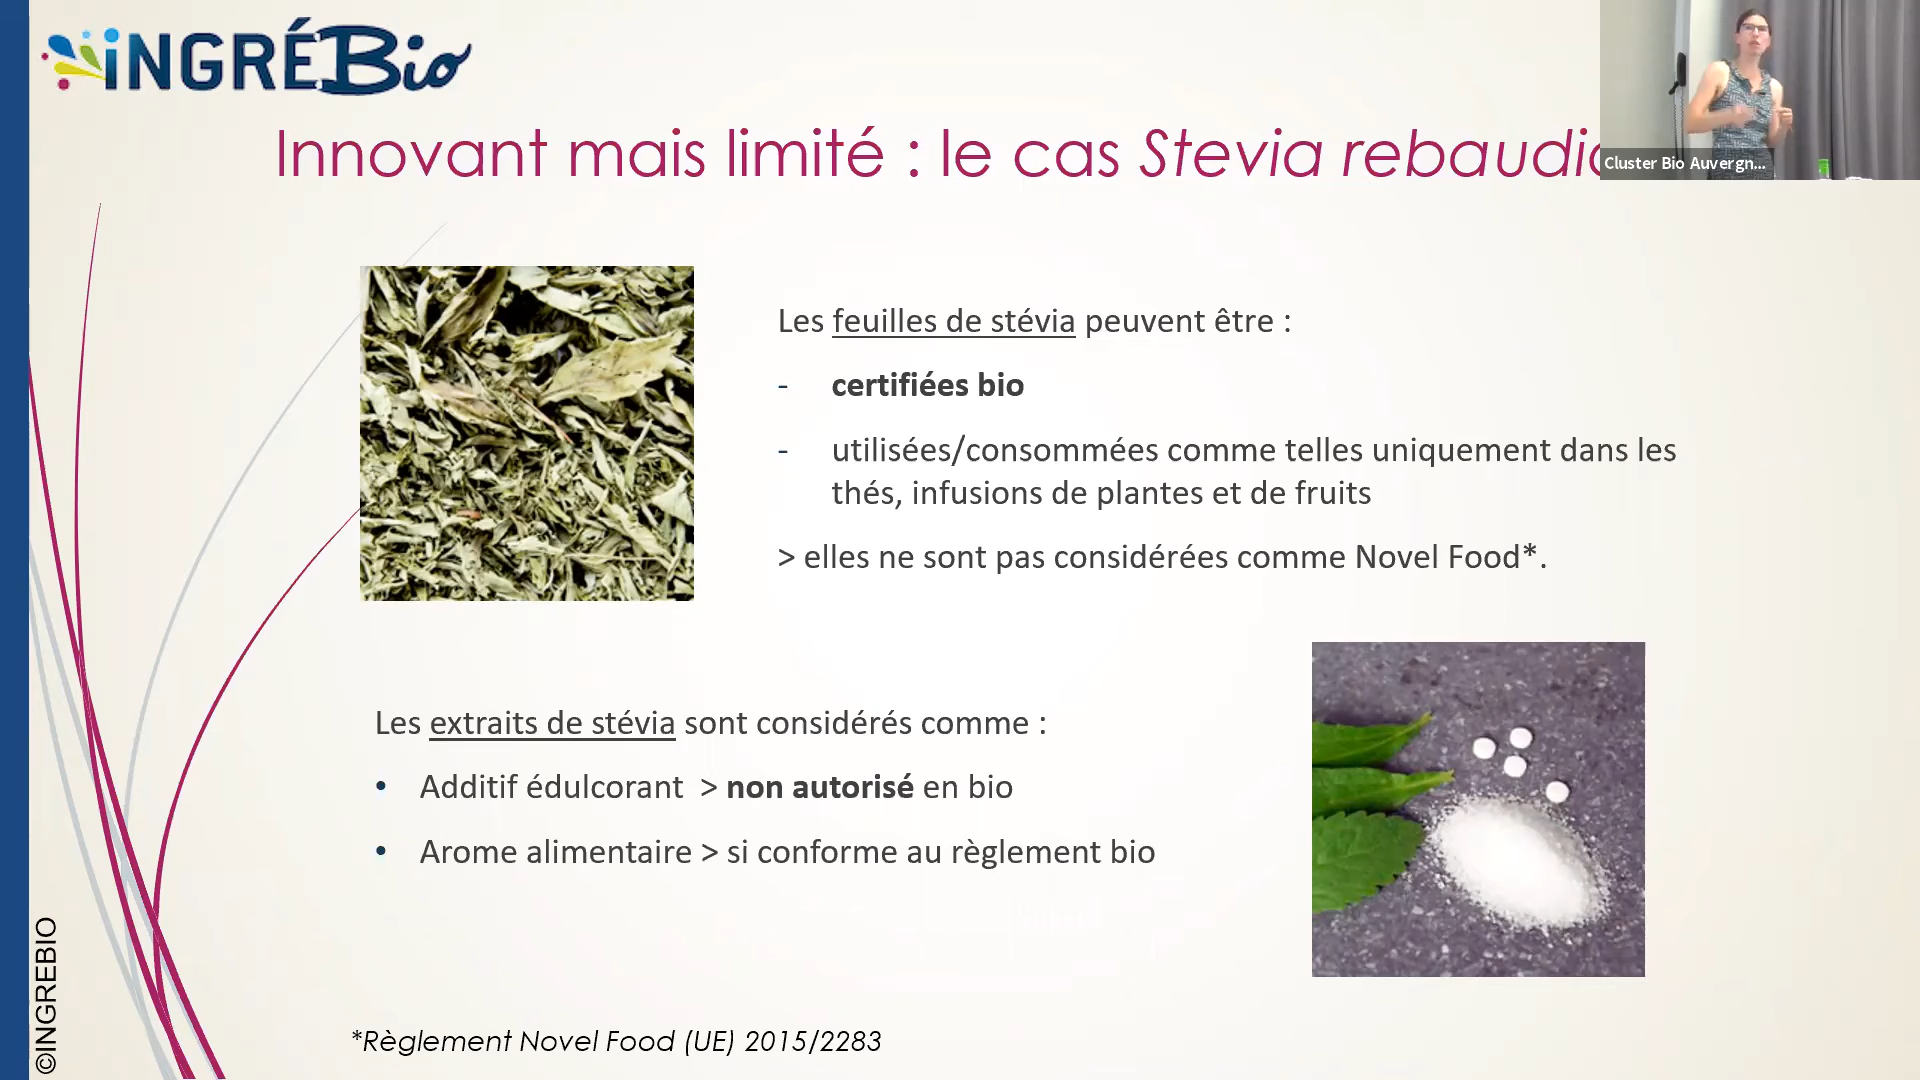 iNGRÉBio
Innovant mais limité : le cas Stevia rebaudi
Cluster Bio Auvergn...
Les feuilles de stévia peuvent être :
- certifiées bio
- utilisées/consommées comme telles uniquement dans les
thés, infusions de plantes et de fruits
> elles ne sont pas considérées comme Novel Food*.
Les extraits de stévia sont considérés comme :
• Additif édulcorant > non autorisé en bio
• Arome alimentaire > si conforme au règlement bio
*Règlement Novel Food (UE) 2015/2283
©INGREBIO